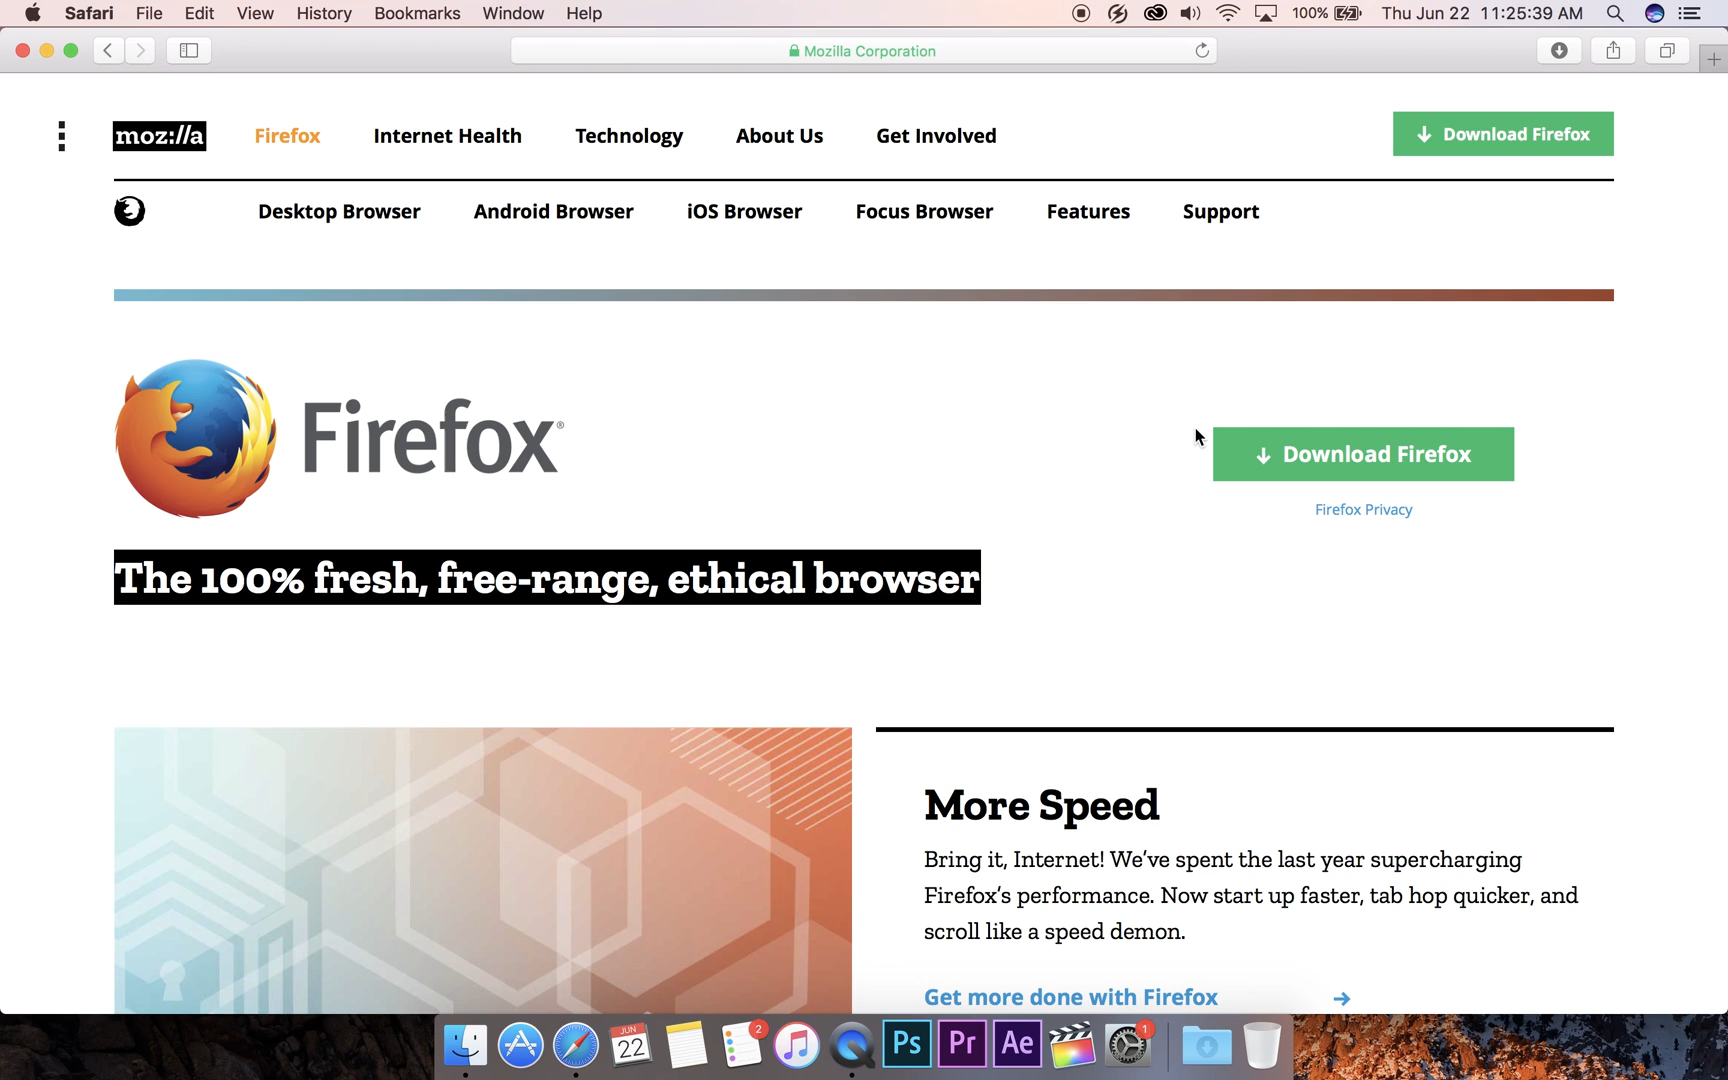 Safari File Edit View History Bookmarks Window Help 100% Thu Jun 22 11:25:39 AM
Mozilla Corporation
moz://a Firefox Internet Health Technology About Us Get Involved Download Firefox
Desktop Browser Android Browser iOS Browser Focus Browser Features Support
Firefox®
Download Firefox
Firefox Privacy
The 100% fresh, free-range, ethical browser
More Speed
Bring it, Internet! We’ve spent the last year supercharging
Firefox’s performance. Now start up faster, tab hop quicker, and
scroll like a speed demon.
Get more done with Firefox
JUN
22
2
Ps
Pr
Ae
1